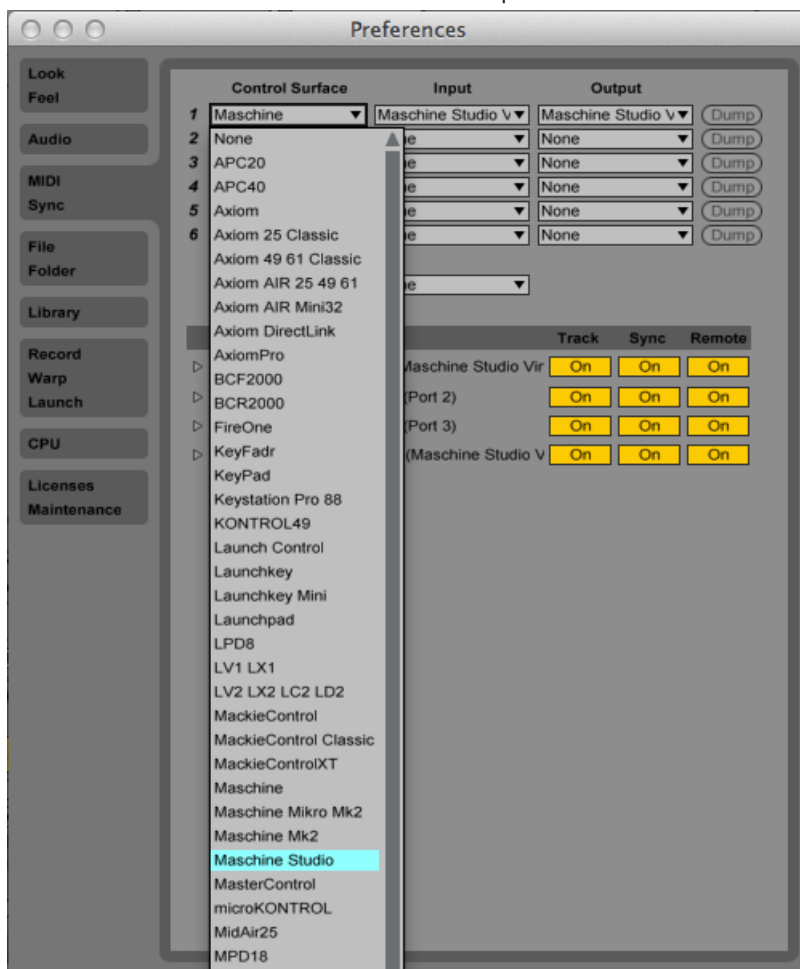 Preferences
Look
Feel
Audio
MIDI
Sync
File
Folder
Library
Record
Warp
Launch
CPU
Licenses
Maintenance
Control Surface Input Output
1 Maschine Maschine Studio V Maschine Studio V Dump
2 None ne None Dump
3 APC20 ne None Dump
4 APC40 ne None Dump
5 Axiom ne None Dump
6 Axiom 25 Classic ne None Dump
Axiom 49 61 Classic
Axiom AIR 25 49 61 ne
Axiom AIR Mini32
Axiom DirectLink Track Sync Remote
AxiomPro Maschine Studio Vir On On On
BCF2000
BCR2000 (Port 2) On On On
FireOne (Port 3) On On On
KeyFadr (Maschine Studio V On On On
KeyPad
Keystation Pro 88
KONTROL49
Launch Control
Launchkey
Launchkey Mini
Launchpad
LPD8
LV1 LX1
LV2 LX2 LC2 LD2
MackieControl
MackieControl Classic
MackieControlXT
Maschine
Maschine Mikro Mk2
Maschine Mk2
Maschine Studio
MasterControl
microKONTROL
MidAir25
MPD18